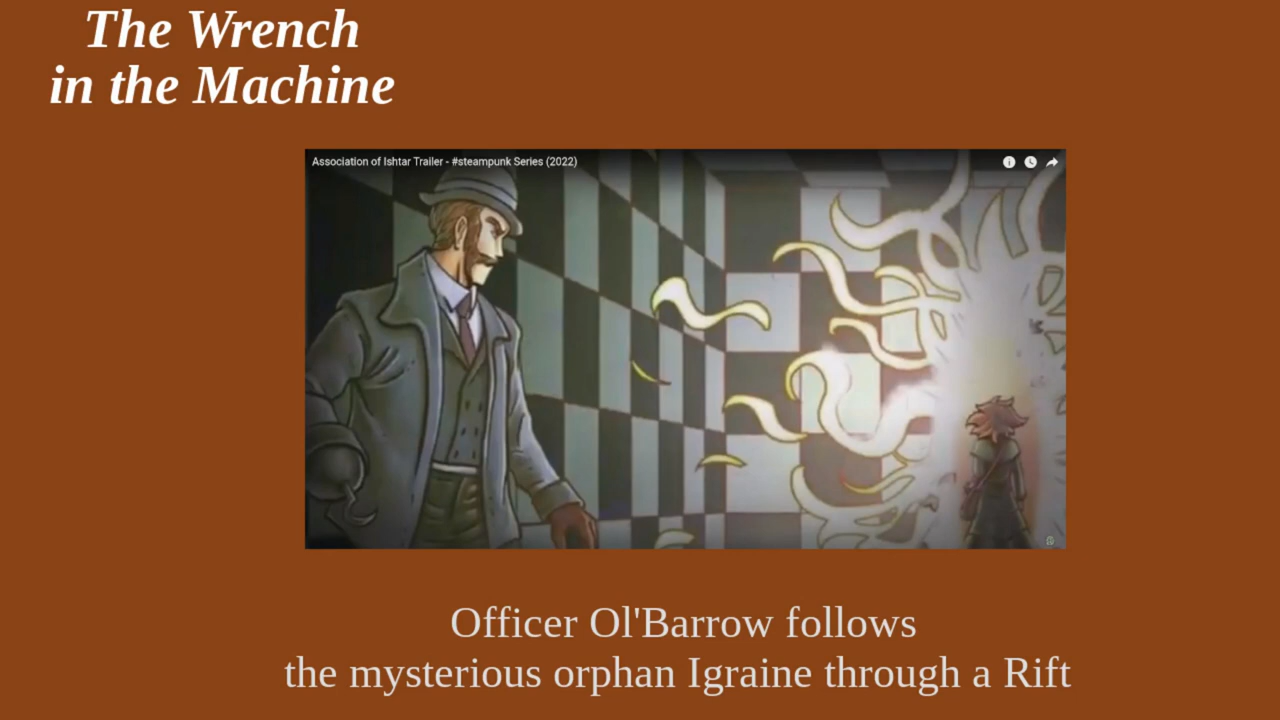 The Wrench
in the Machine
Association of Ishtar Trailer - #steampunk Series (2022)
Officer Ol'Barrow follows
the mysterious orphan Igraine through a Rift